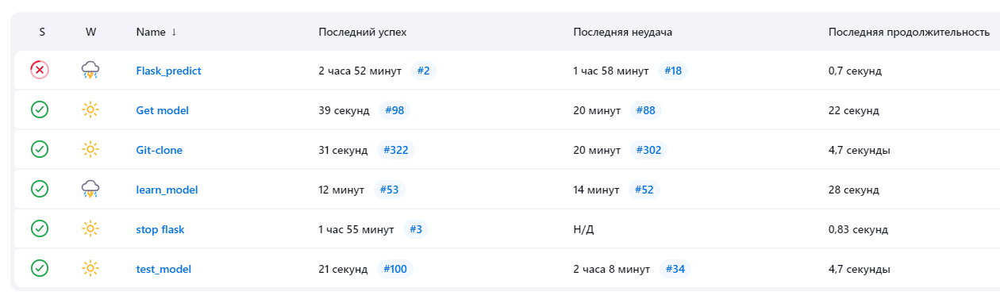 S W Name ↓ Последний успех Последняя неудача Последняя продолжительность
Flask_predict 2 часа 52 минут #2 1 час 58 минут #18 0,7 секунд
Get model 39 секунд #98 20 минут #88 22 секунд
Git-clone 31 секунд #322 20 минут #302 4,7 секунды
learn_model 12 минут #53 14 минут #52 28 секунд
stop flask 1 час 55 минут #3 Н/Д 0,83 секунд
test_model 21 секунд #100 2 часа 8 минут #34 4,7 секунды